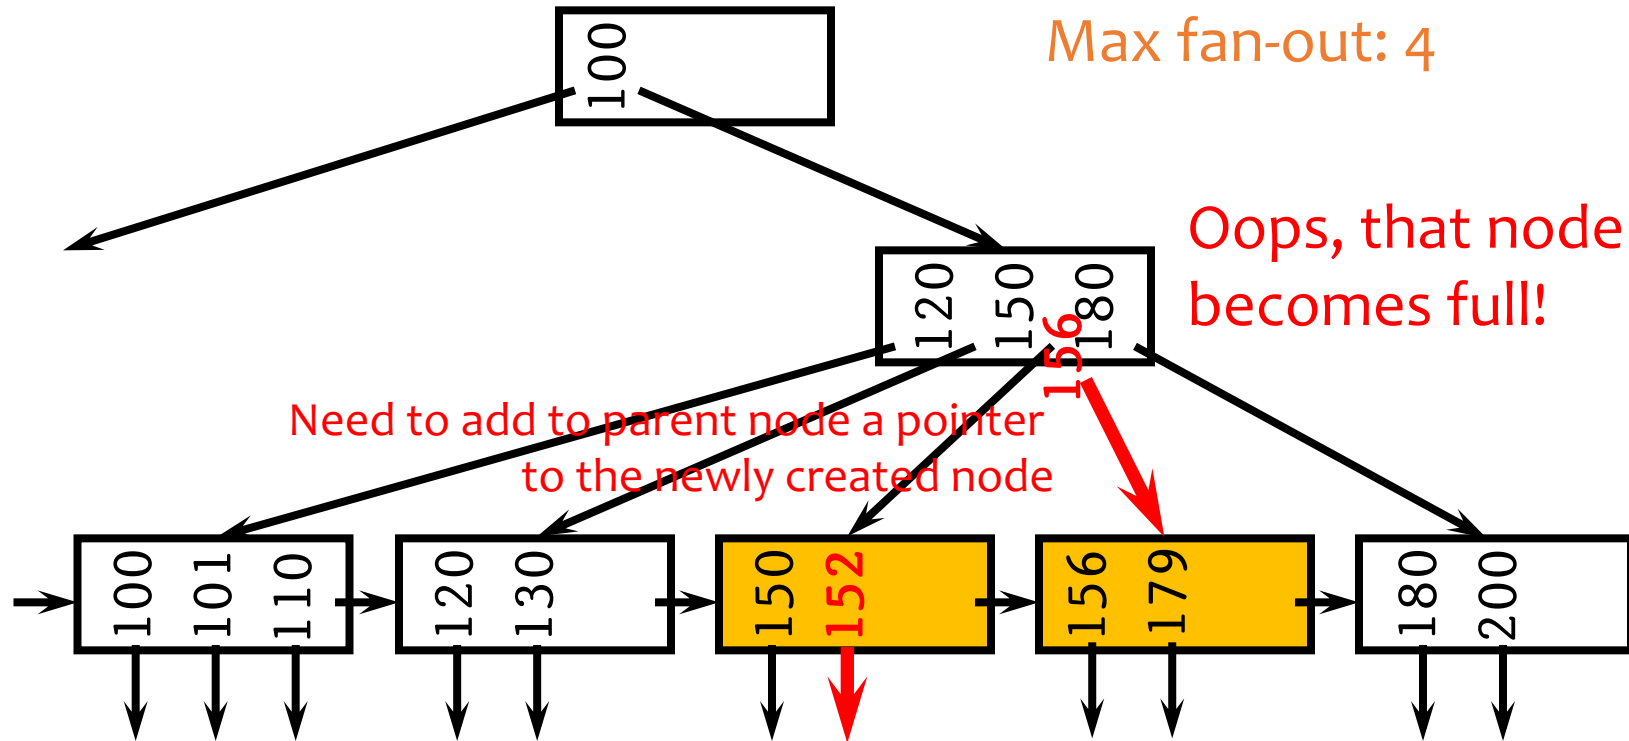 Max fan-out: 4
100
Oops, that node
becomes full!
120 150 180
156
Need to add to parent node a pointer
to the newly created node
100 101 110
120 130
150 152
156 179
180 200